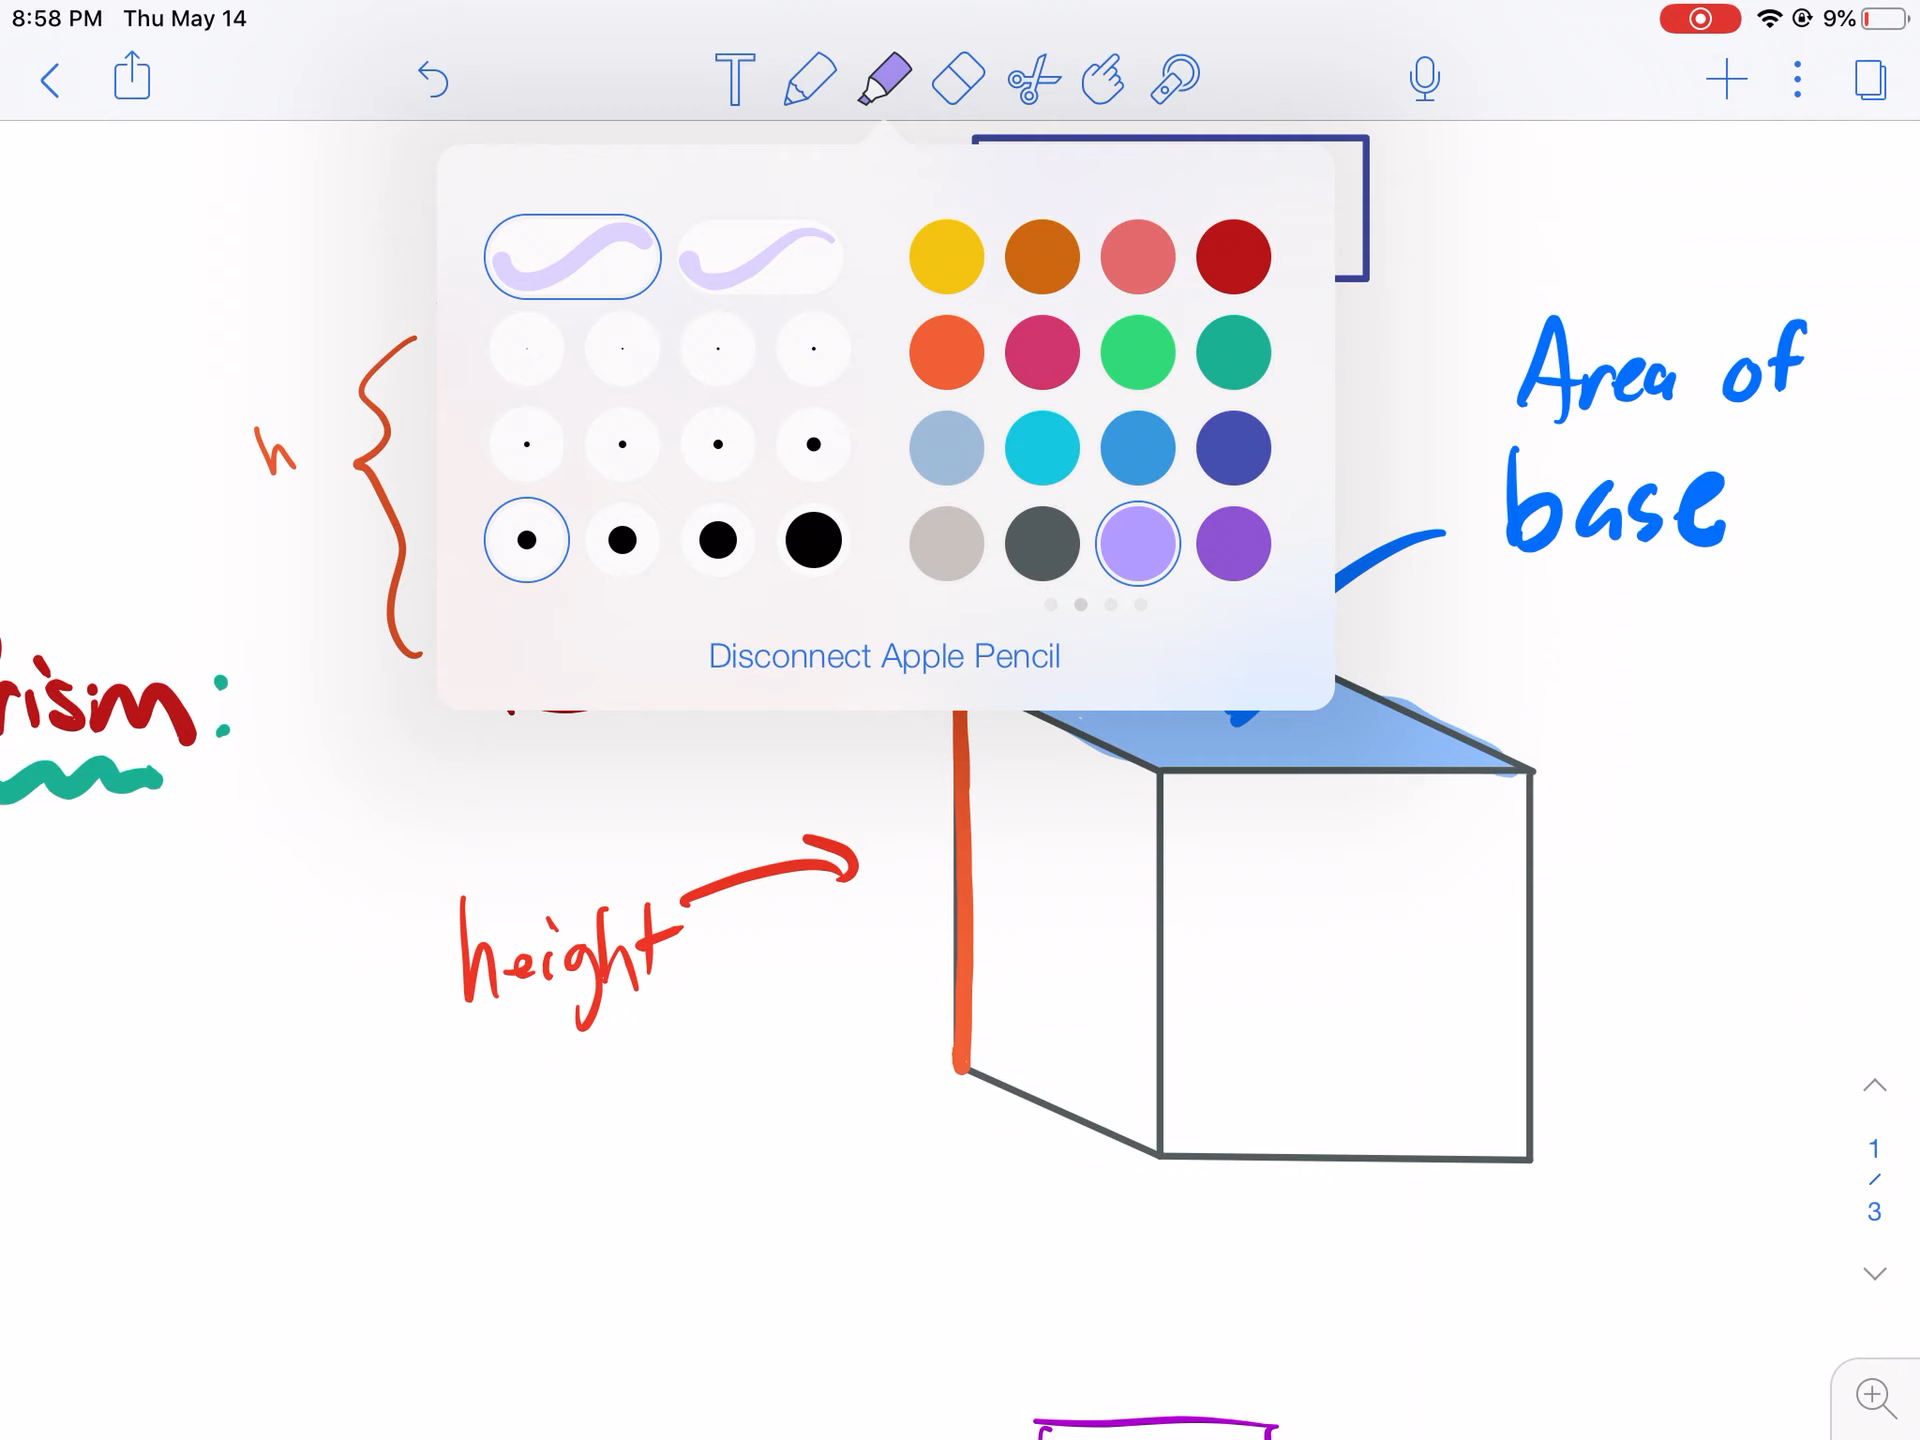 8:58 PM Thu May 14
9%
T
Area of
base
h
Disconnect Apple Pencil
rism:
height
1
/
3